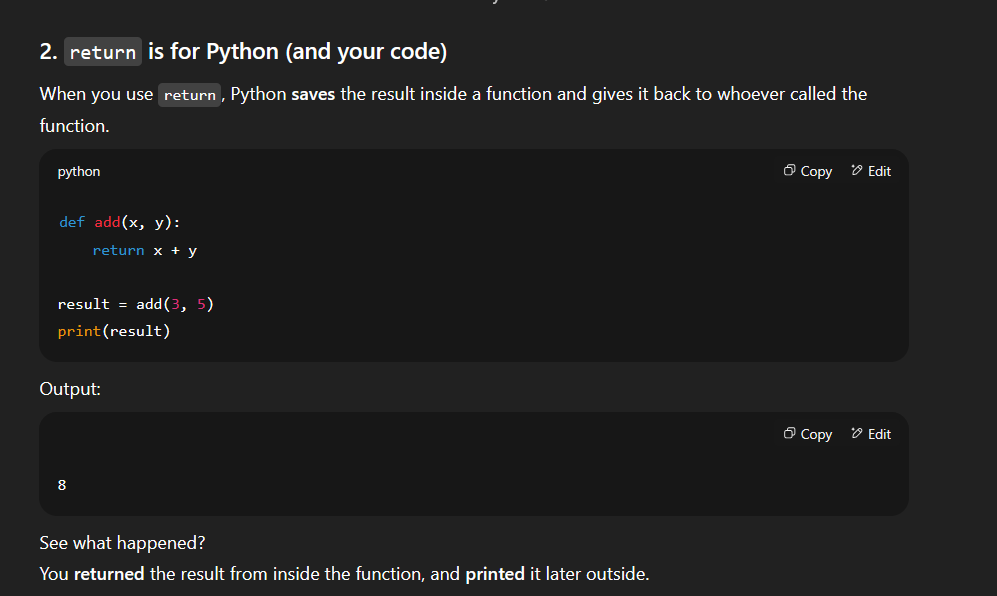 2. return is for Python (and your code)
When you use return, Python saves the result inside a function and gives it back to whoever called the
function.
python Copy Edit
def add(x, y):
    return x + y
result = add(3, 5)
print(result)
Output:
Copy Edit
8
See what happened?
You returned the result from inside the function, and printed it later outside.